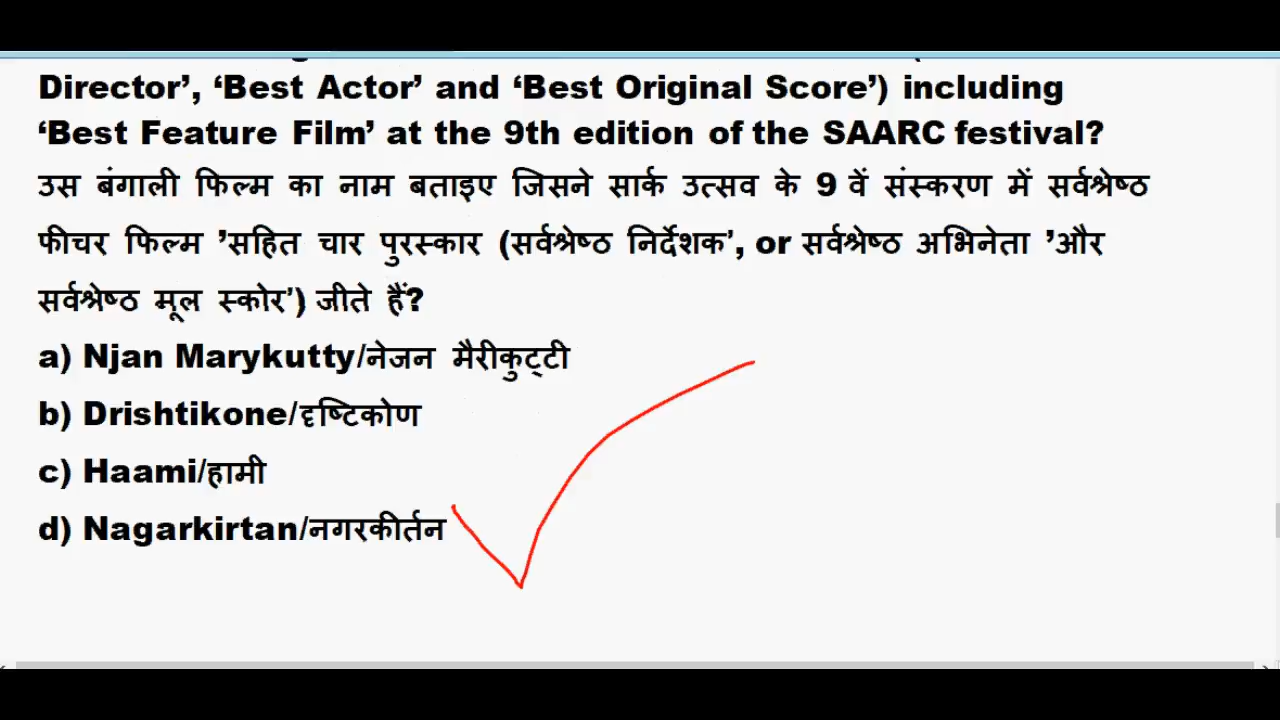 Director’, ‘Best Actor’ and ‘Best Original Score’) including
‘Best Feature Film’ at the 9th edition of the SAARC festival?
उस बंगाली फिल्म का नाम बताइए जिसने सार्क उत्सव के 9 वें संस्करण में सर्वश्रेष्ठ
फीचर फिल्म ’सहित चार पुरस्कार (सर्वश्रेष्ठ निर्देशक’, or सर्वश्रेष्ठ अभिनेता ’और
सर्वश्रेष्ठ मूल स्कोर’) जीते हैं?
a) Njan Marykutty/नेजन मैरीकुट्टी
b) Drishtikone/दृष्टिकोण
c) Haami/हामी
d) Nagarkirtan/नगरकीर्तन